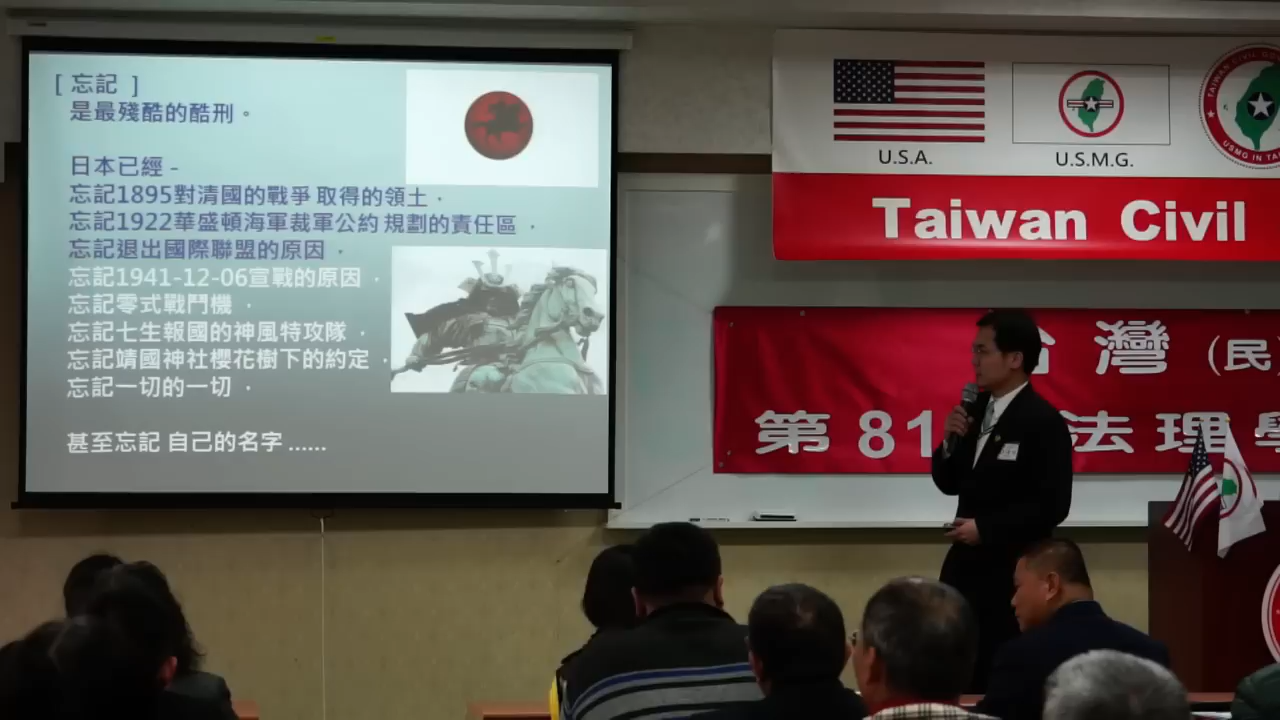 [ 忘記 ]
是最殘酷的酷刑。
日本已經 -
忘記1895對清國的戰爭 取得的領土，
忘記1922華盛頓海軍裁軍公約 規劃的責任區 ，
忘記退出國際聯盟的原因 ，
忘記1941-12-06宣戰的原因 ，
忘記零式戰鬥機 ，
忘記七生報國的神風特攻隊 ，
忘記靖國神社櫻花樹下的約定 ，
忘記一切的一切 ，
甚至忘記 自己的名字 ......
U.S.A.
U.S.M.G.
TAIWAN CIVIL
USMG IN TA
Taiwan Civil
台灣（民
第 81 法理學